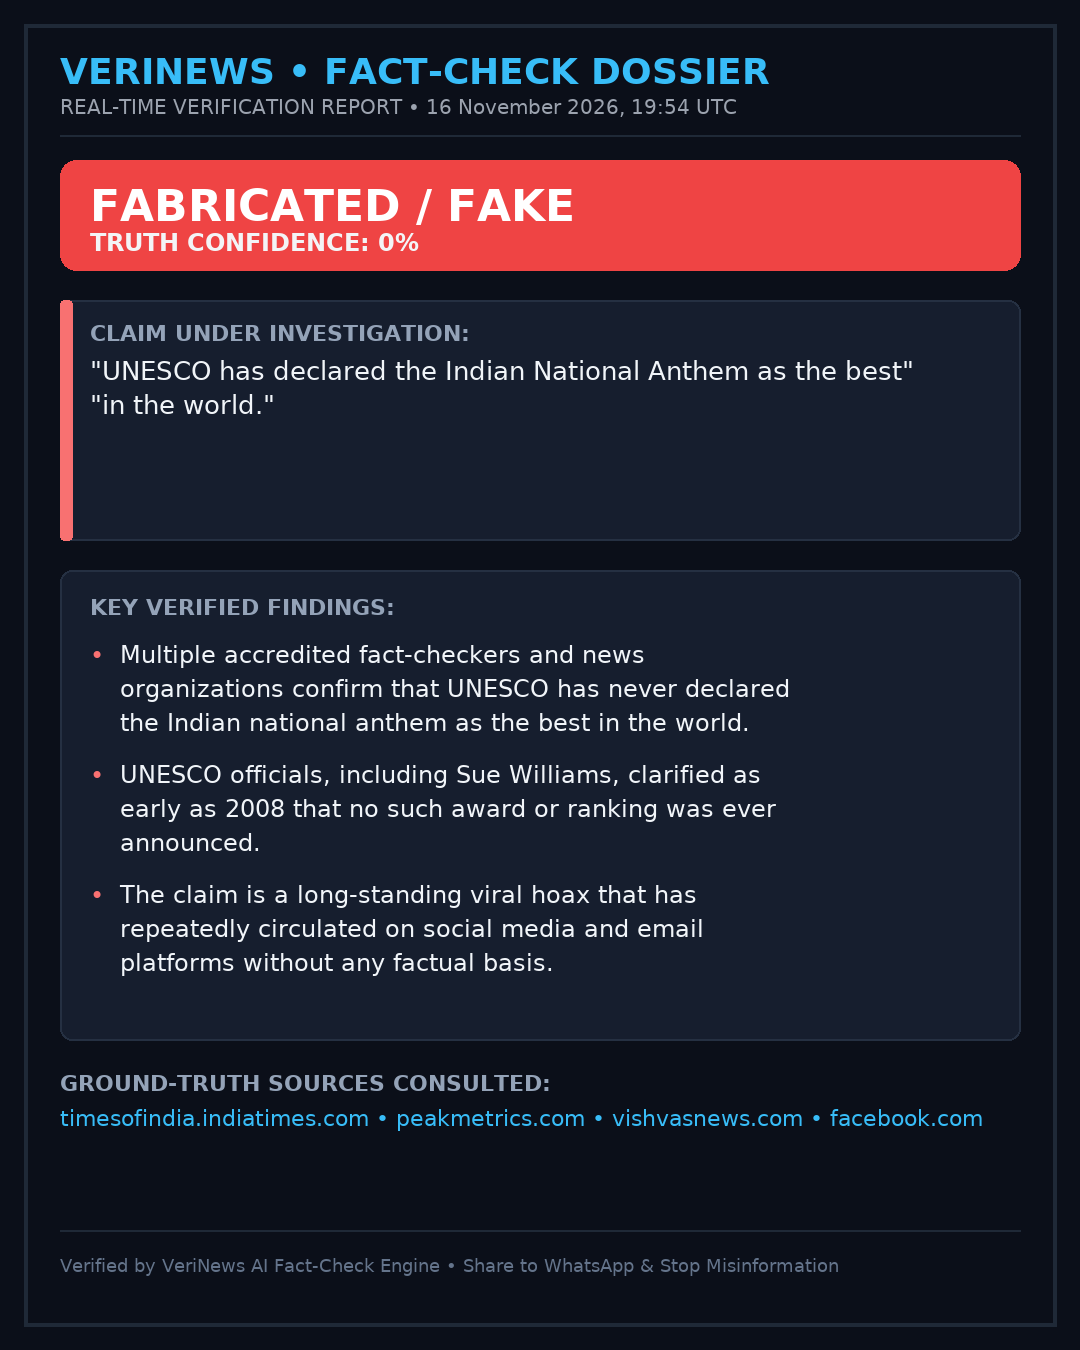 VERINEWS • FACT-CHECK DOSSIER
REAL-TIME VERIFICATION REPORT • 16 November 2026, 19:54 UTC
FABRICATED / FAKE
TRUTH CONFIDENCE: 0%
CLAIM UNDER INVESTIGATION:
"UNESCO has declared the Indian National Anthem as the best"
"in the world."
KEY VERIFIED FINDINGS:
• Multiple accredited fact-checkers and news
organizations confirm that UNESCO has never declared
the Indian national anthem as the best in the world.
• UNESCO officials, including Sue Williams, clarified as
early as 2008 that no such award or ranking was ever
announced.
• The claim is a long-standing viral hoax that has
repeatedly circulated on social media and email
platforms without any factual basis.
GROUND-TRUTH SOURCES CONSULTED:
timesofindia.indiatimes.com • peakmetrics.com • vishvasnews.com • facebook.com
Verified by VeriNews AI Fact-Check Engine • Share to WhatsApp & Stop Misinformation